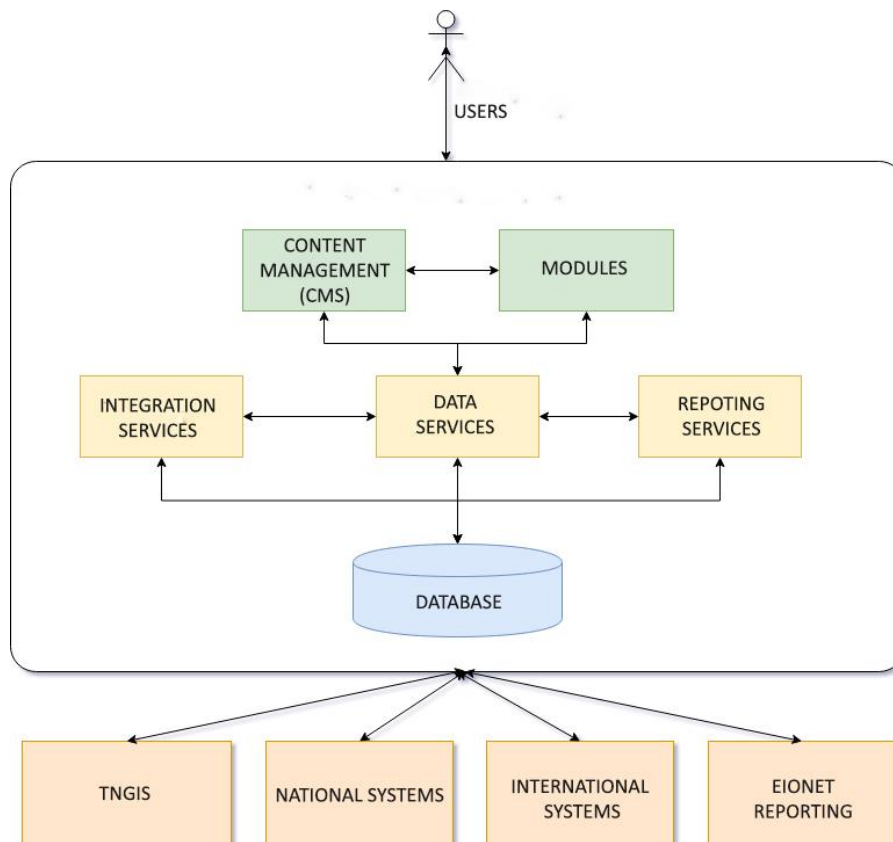 USERS
CONTENT
MANAGEMENT
(CMS)
MODULES
INTEGRATION
SERVICES
DATA
SERVICES
REPOTING
SERVICES
DATABASE
TNGIS
NATIONAL SYSTEMS
INTERNATIONAL
SYSTEMS
EIONET
REPORTING